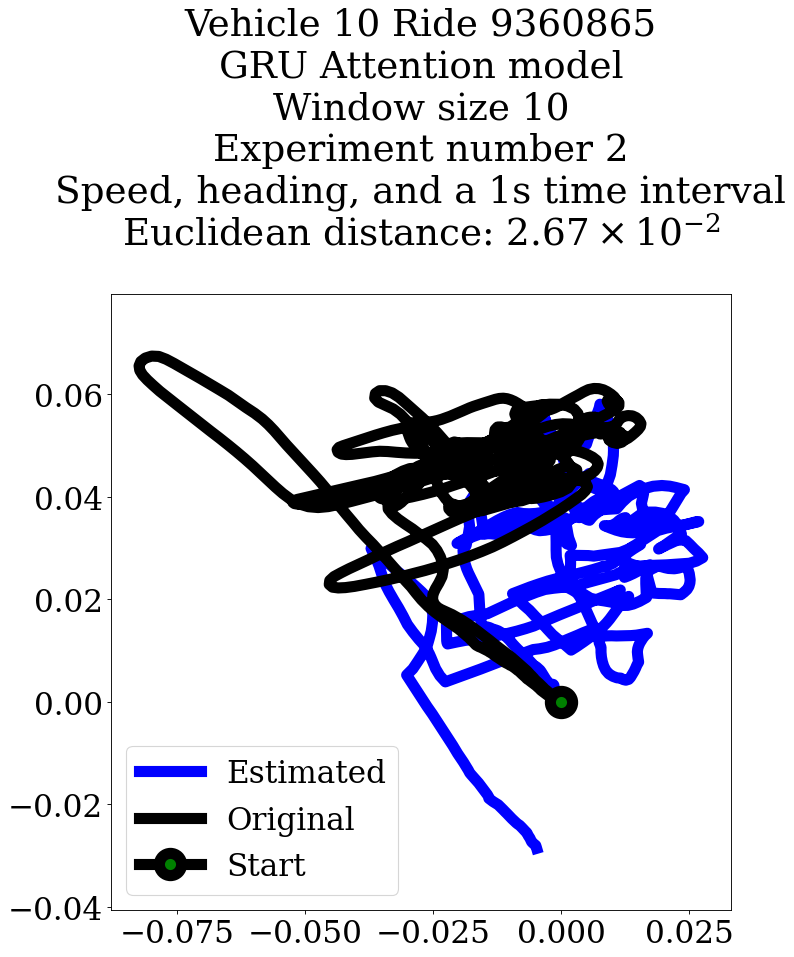 Vehicle 10 Ride 9360865
GRU Attention model
Window size 10
Experiment number 2
Speed, heading, and a 1s time interval
Euclidean distance: 2.67 × 10⁻²
0.06
0.04
0.02
0.00
−0.02
−0.04
Estimated
Original
Start
−0.075 −0.050 −0.025 0.000 0.025